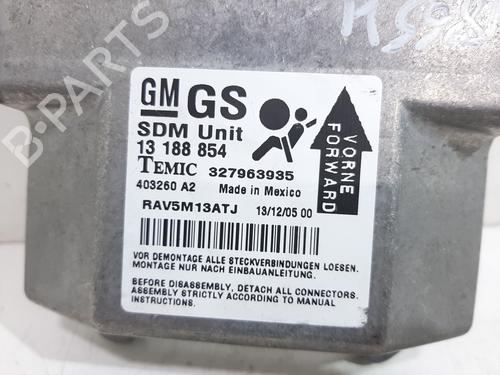 B-PARTS
GM GS
SDM Unit
13 188 854
TEMIC 327963935
403260 A2 Made in Mexico
RAV5M13ATJ 13/12/05 00
VORNE
FORWARD
VOR DEMONTAGE ALLE STECKVERBINDUNGEN LOESEN.
MONTAGE NUR NACH EINBAUANLEITUNG.
BEFORE DISASSEMBLY, DETACH ALL CONNECTORS.
ASSEMBLY STRICTLY ACCORDING TO MANUAL
INSTRUCTIONS.